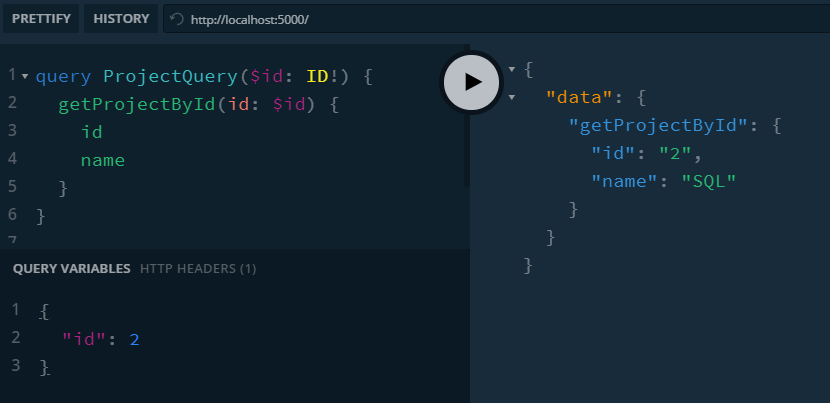 PRETTIFY HISTORY http://localhost:5000/
1 query ProjectQuery($id: ID!) {
2 getProjectById(id: $id) {
3 id
4 name
5 }
6 }
7
QUERY VARIABLES HTTP HEADERS (1)
1 {
2 "id": 2
3 }
{
"data": {
"getProjectById": {
"id": "2",
"name": "SQL"
}
}
}